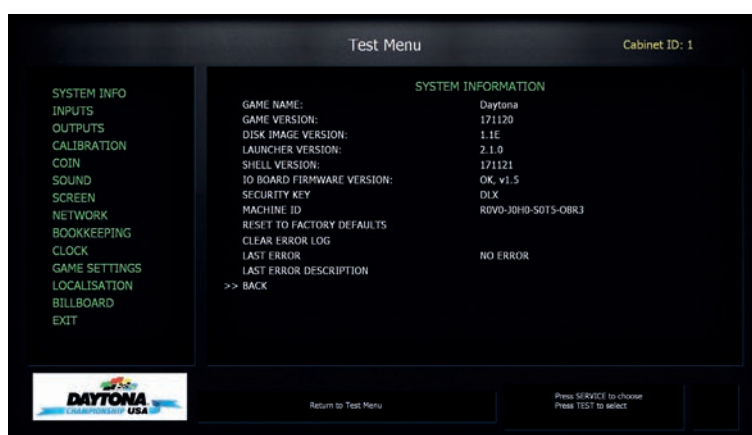 Test Menu
Cabinet ID: 1
SYSTEM INFO
INPUTS
OUTPUTS
CALIBRATION
COIN
SOUND
SCREEN
NETWORK
BOOKKEEPING
CLOCK
GAME SETTINGS
LOCALISATION
BILLBOARD
EXIT
SYSTEM INFORMATION
GAME NAME: Daytona
GAME VERSION: 171120
DISK IMAGE VERSION: 1.1E
LAUNCHER VERSION: 2.1.0
SHELL VERSION: 171121
IO BOARD FIRMWARE VERSION: OK, v1.5
SECURITY KEY DLX
MACHINE ID R0V0-J0H0-S0T5-OBR3
RESET TO FACTORY DEFAULTS
CLEAR ERROR LOG
LAST ERROR NO ERROR
LAST ERROR DESCRIPTION
>> BACK
DAYTONA
CHAMPIONSHIP USA
Return to Test Menu
Press SERVICE to choose
Press TEST to select